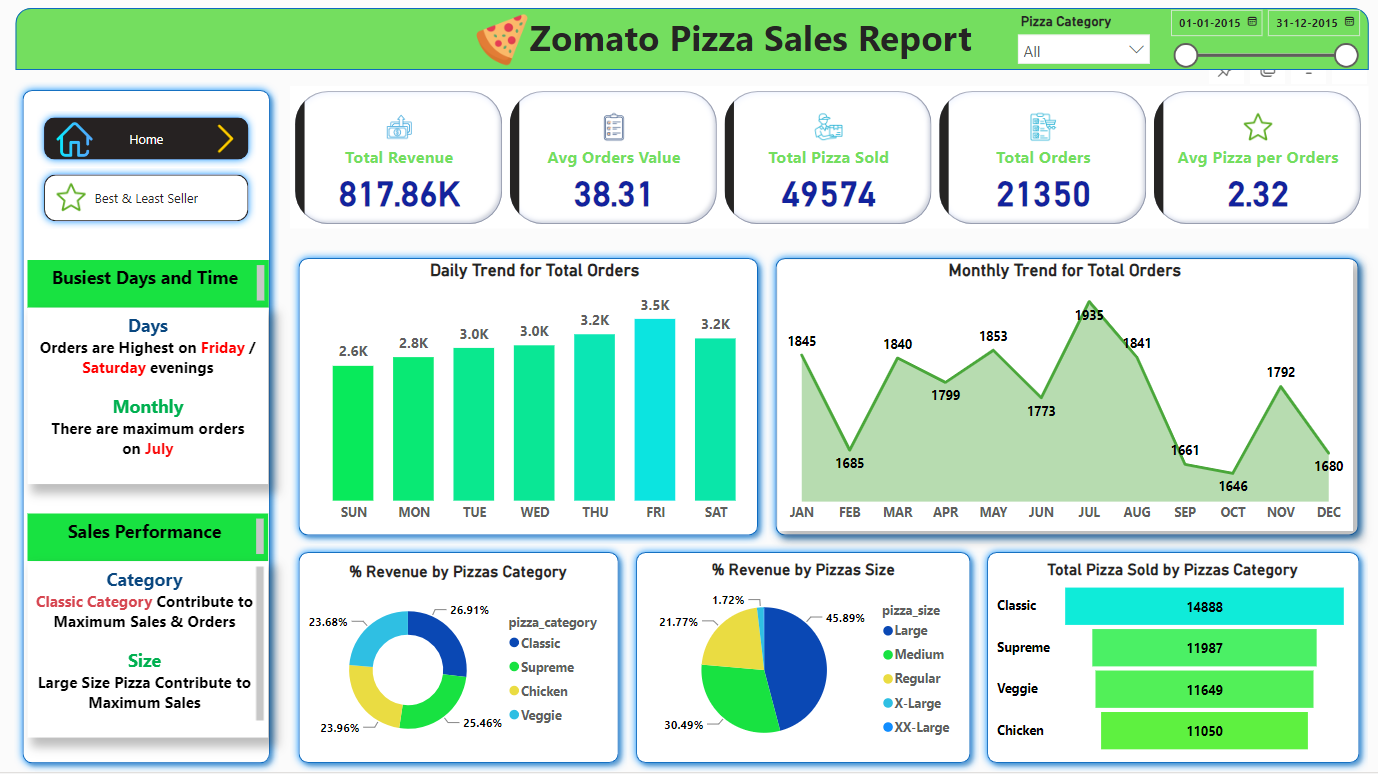 Zomato Pizza Sales Report
Pizza Category
All
01-01-2015
31-12-2015
Home
Best & Least Seller
Busiest Days and Time
Days
Orders are Highest on Friday /
Saturday evenings
Monthly
There are maximum orders
on July
Sales Performance
Category
Classic Category Contribute to
Maximum Sales & Orders
Size
Large Size Pizza Contribute to
Maximum Sales
Total Revenue
817.86K
Avg Orders Value
38.31
Total Pizza Sold
49574
Total Orders
21350
Avg Pizza per Orders
2.32
Daily Trend for Total Orders
2.6K
2.8K
3.0K
3.0K
3.2K
3.5K
3.2K
SUN MON TUE WED THU FRI SAT
Monthly Trend for Total Orders
1845
1685
1840
1799
1853
1773
1935
1841
1661
1646
1792
1680
JAN FEB MAR APR MAY JUN JUL AUG SEP OCT NOV DEC
% Revenue by Pizzas Category
26.91%
25.46%
23.96%
23.68%
pizza_category
Classic
Supreme
Chicken
Veggie
% Revenue by Pizzas Size
1.72%
45.89%
21.77%
30.49%
pizza_size
Large
Medium
Regular
X-Large
XX-Large
Total Pizza Sold by Pizzas Category
Classic 14888
Supreme 11987
Veggie 11649
Chicken 11050